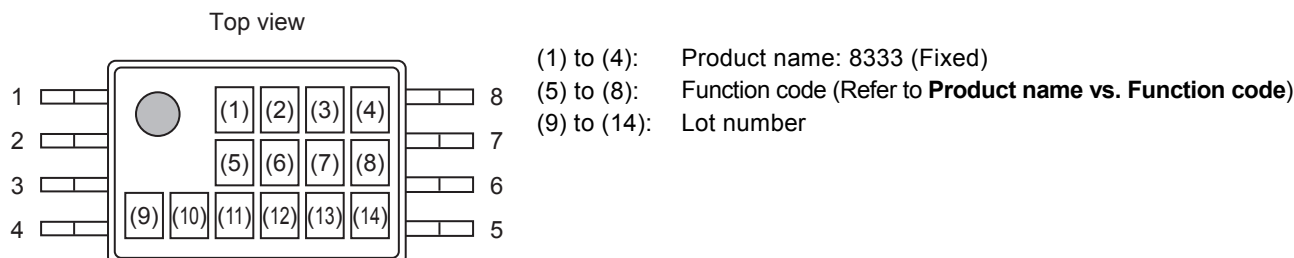 Top view
(1) to (4): Product name: 8333 (Fixed)
(5) to (8): Function code (Refer to Product name vs. Function code)
(9) to (14): Lot number
1 (1) (2) (3) (4) 8
2 7
(5) (6) (7) (8)
3 6
(9) (10) (11) (12) (13) (14)
4 5